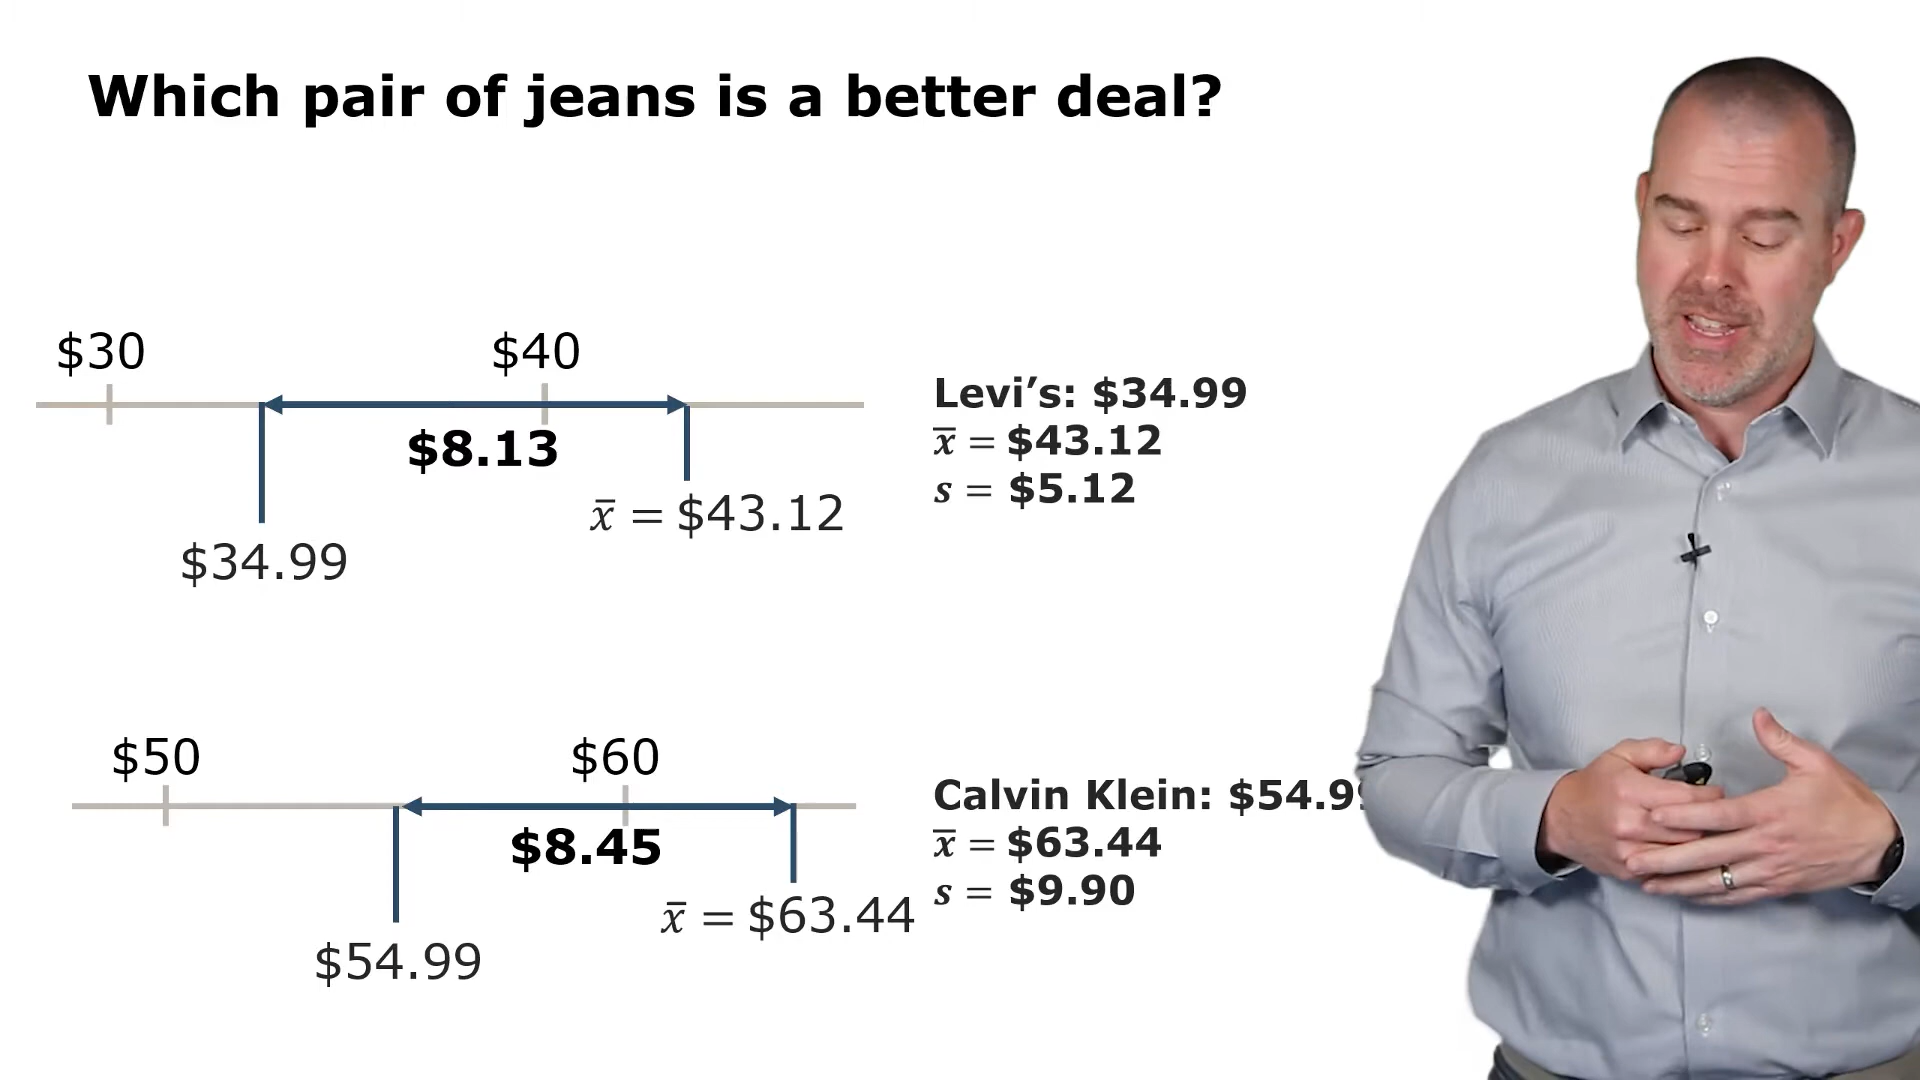 Which pair of jeans is a better deal?
$30
$40
$8.13
x̅ = $43.12
$34.99
Levi’s: $34.99
x̅ = $43.12
s = $5.12
$50
$60
$8.45
x̅ = $63.44
$54.99
Calvin Klein: $54.9
x̅ = $63.44
s = $9.90